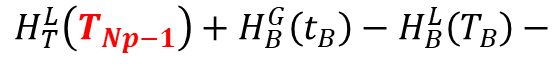 $H_T^L(T_{Np-1}) + H_B^G(t_B) - H_B^L(T_B) -$